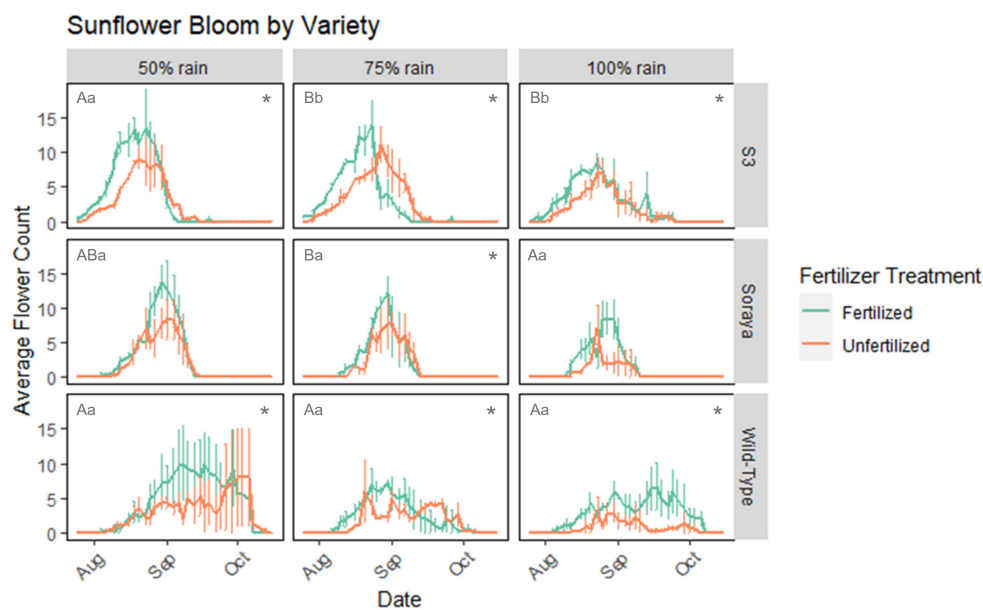 Sunflower Bloom by Variety
50% rain
75% rain
100% rain
Aa
*
Bb
*
Bb
*
S3
15
10
5
0
ABa
Ba
*
Aa
Soraya
15
10
5
0
Aa
*
Aa
*
Aa
*
Wild-Type
15
10
5
0
Average Flower Count
Aug
Sep
Oct
Aug
Sep
Oct
Aug
Sep
Oct
Date
Fertilizer Treatment
Fertilized
Unfertilized